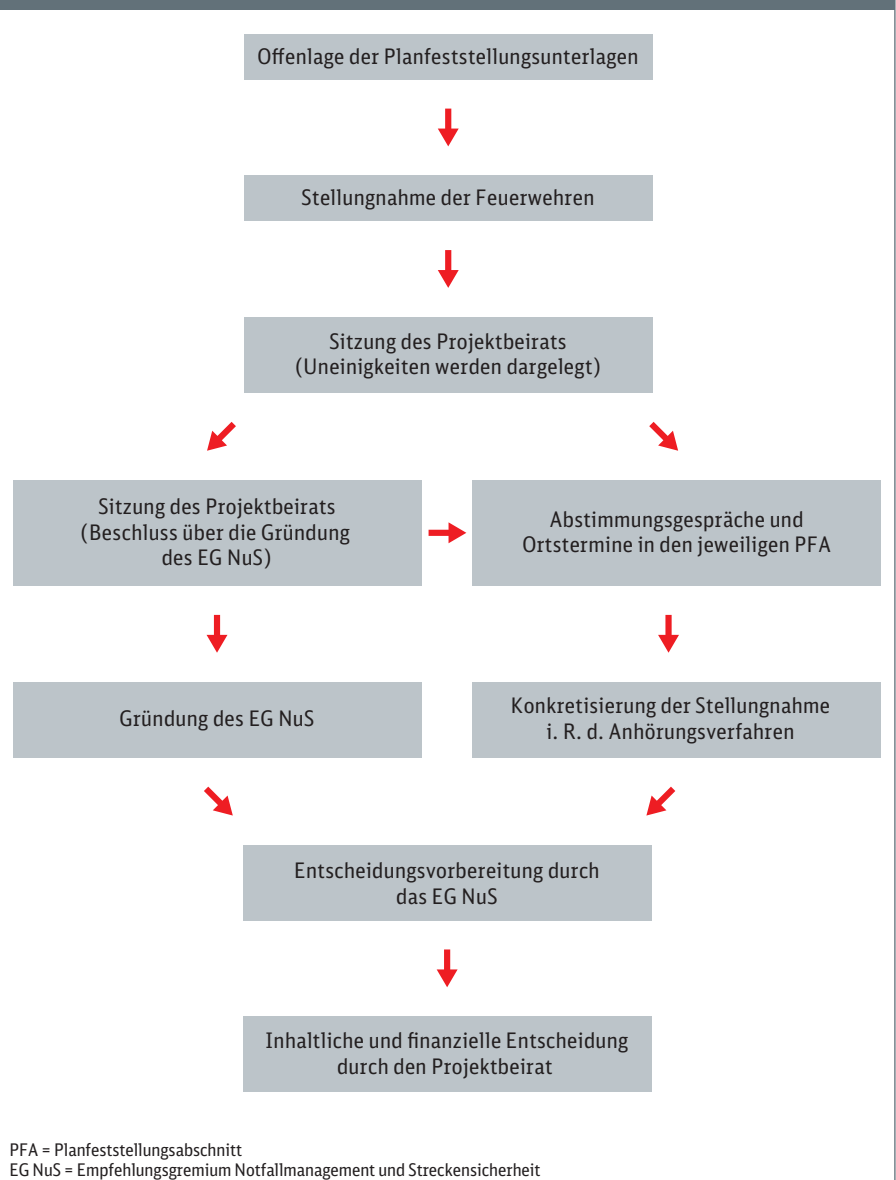 Offenlage der Planfeststellungsunterlagen
Stellungnahme der Feuerwehren
Sitzung des Projektbeirats
(Uneinigkeiten werden dargelegt)
Sitzung des Projektbeirats
(Beschluss über die Gründung
des EG NuS)
Abstimmungsgespräche und
Ortstermine in den jeweiligen PFA
Gründung des EG NuS
Konkretisierung der Stellungnahme
i. R. d. Anhörungsverfahren
Entscheidungsvorbereitung durch
das EG NuS
Inhaltliche und finanzielle Entscheidung
durch den Projektbeirat
PFA = Planfeststellungsabschnitt
EG NuS = Empfehlungsgremium Notfallmanagement und Streckensicherheit